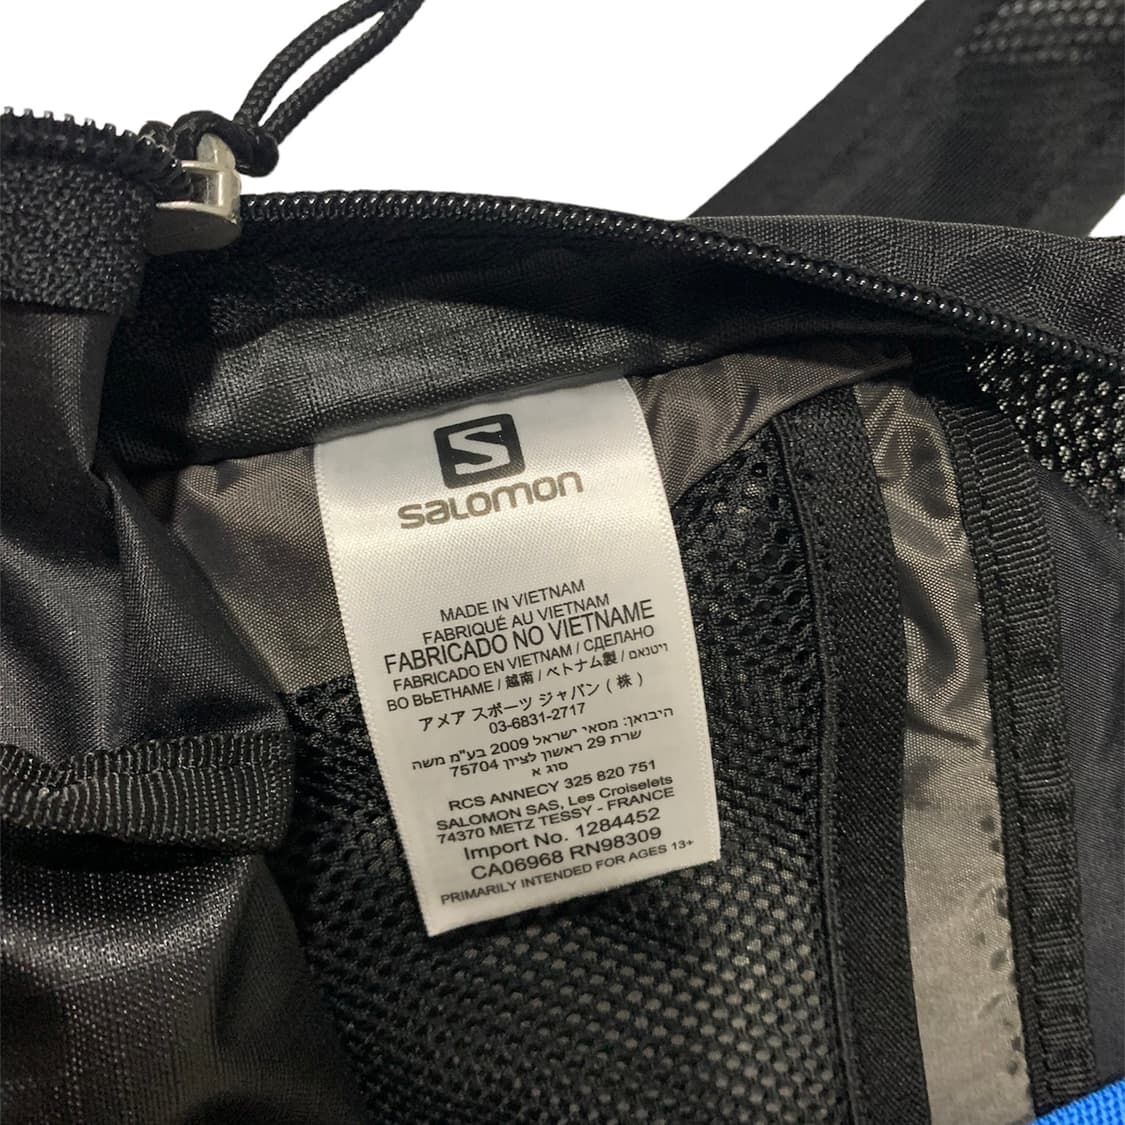 S
SALOMON
MADE IN VIETNAM
FABRIQUÉ AU VIETNAM
FABRICADO NO VIETNAME
FABRICADO EN VIETNAM / СДЕЛАНО
ВО ВЬЕТНАМЕ / 越南 / ベトナム製 / וייטנאם
アメア スポーツ ジャパン ( 株 )
03-6831-2717
היבואן: מסאי ישראל 2009 בע"מ משה
שרת 29 ראשון לציון 75704
סוג א
RCS ANNECY 325 820 751
SALOMON SAS, Les Croiselets
74370 METZ TESSY - FRANCE
Import No. 1284452
CA06968 RN98309
PRIMARILY INTENDED FOR AGES 13+